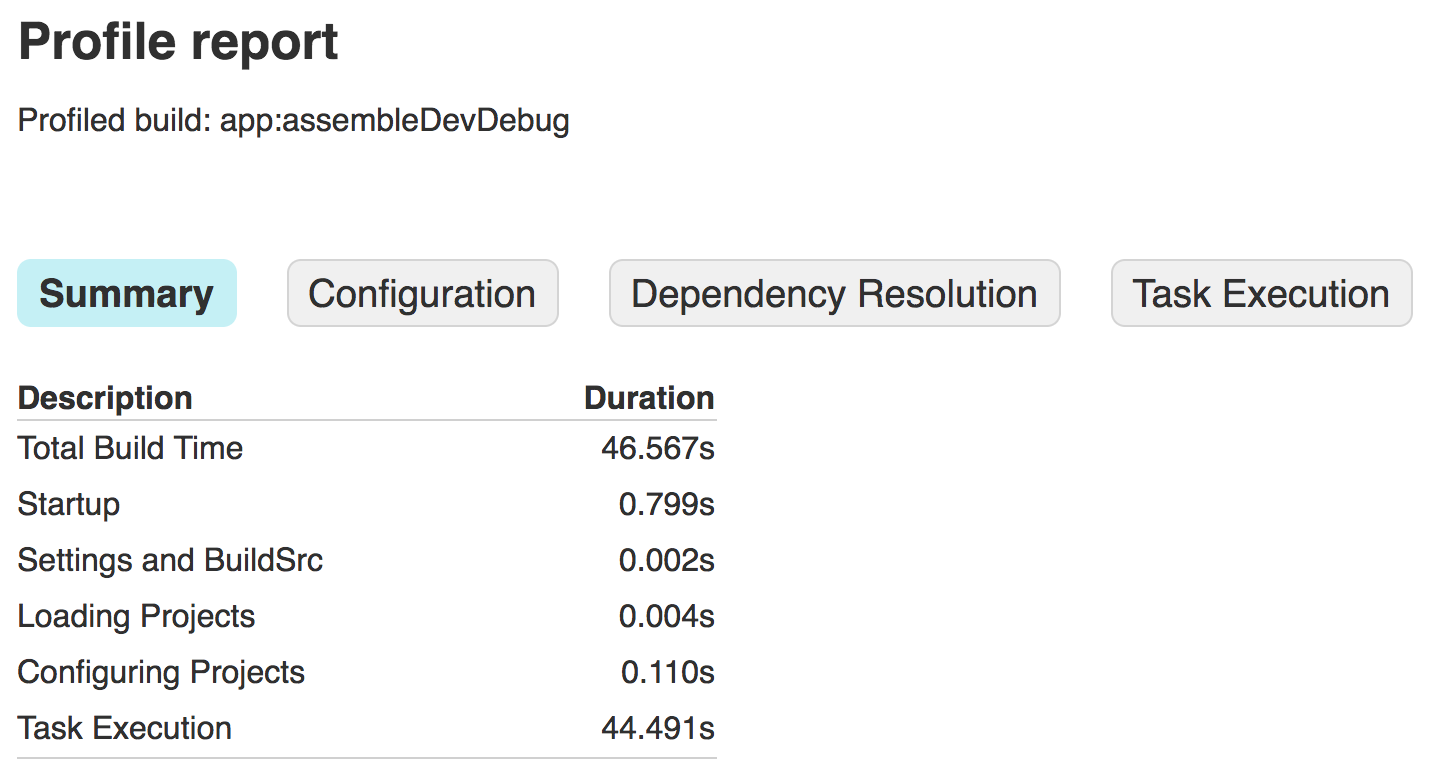 Profile report
Profiled build: app:assembleDevDebug
Summary Configuration Dependency Resolution Task Execution
Description Duration
Total Build Time 46.567s
Startup 0.799s
Settings and BuildSrc 0.002s
Loading Projects 0.004s
Configuring Projects 0.110s
Task Execution 44.491s